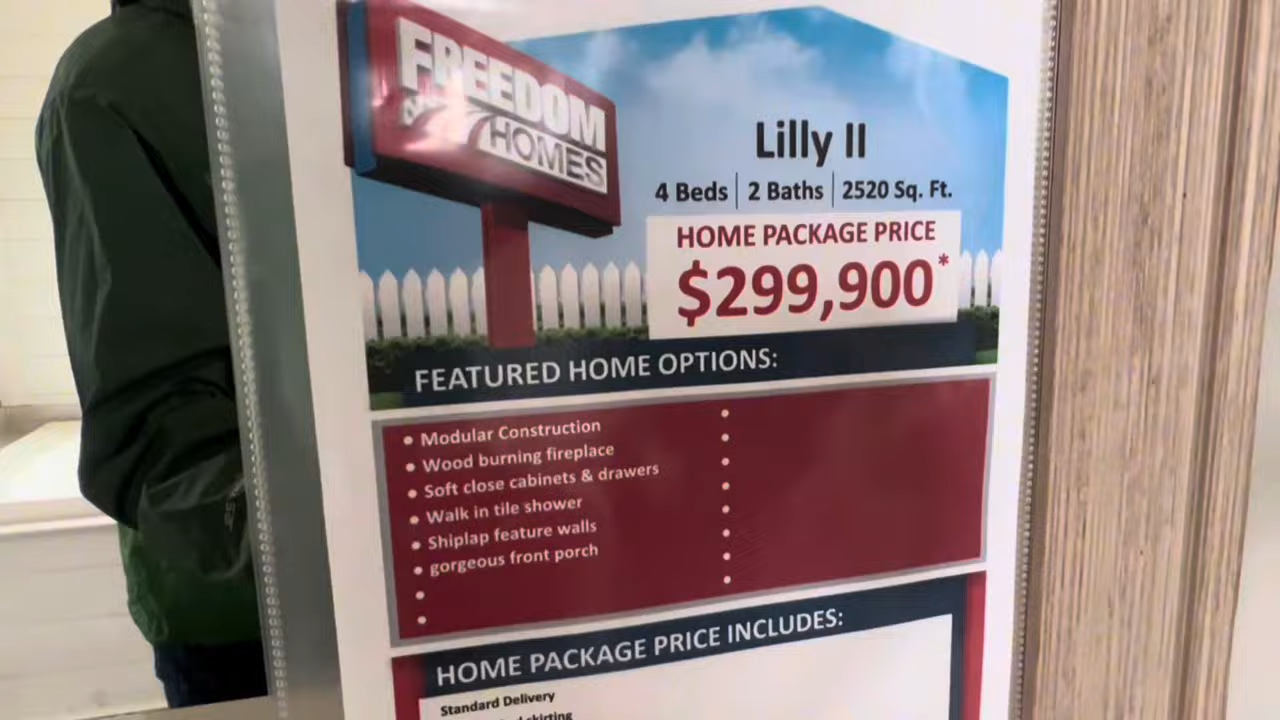 FREEDOM
HOMES
Lilly II
4 Beds | 2 Baths | 2520 Sq. Ft.
HOME PACKAGE PRICE
$299,900*
FEATURED HOME OPTIONS:
• Modular Construction
• Wood burning fireplace
• Soft close cabinets & drawers
• Walk in tile shower
• Shiplap feature walls
• gorgeous front porch
HOME PACKAGE PRICE INCLUDES:
Standard Delivery
skirting